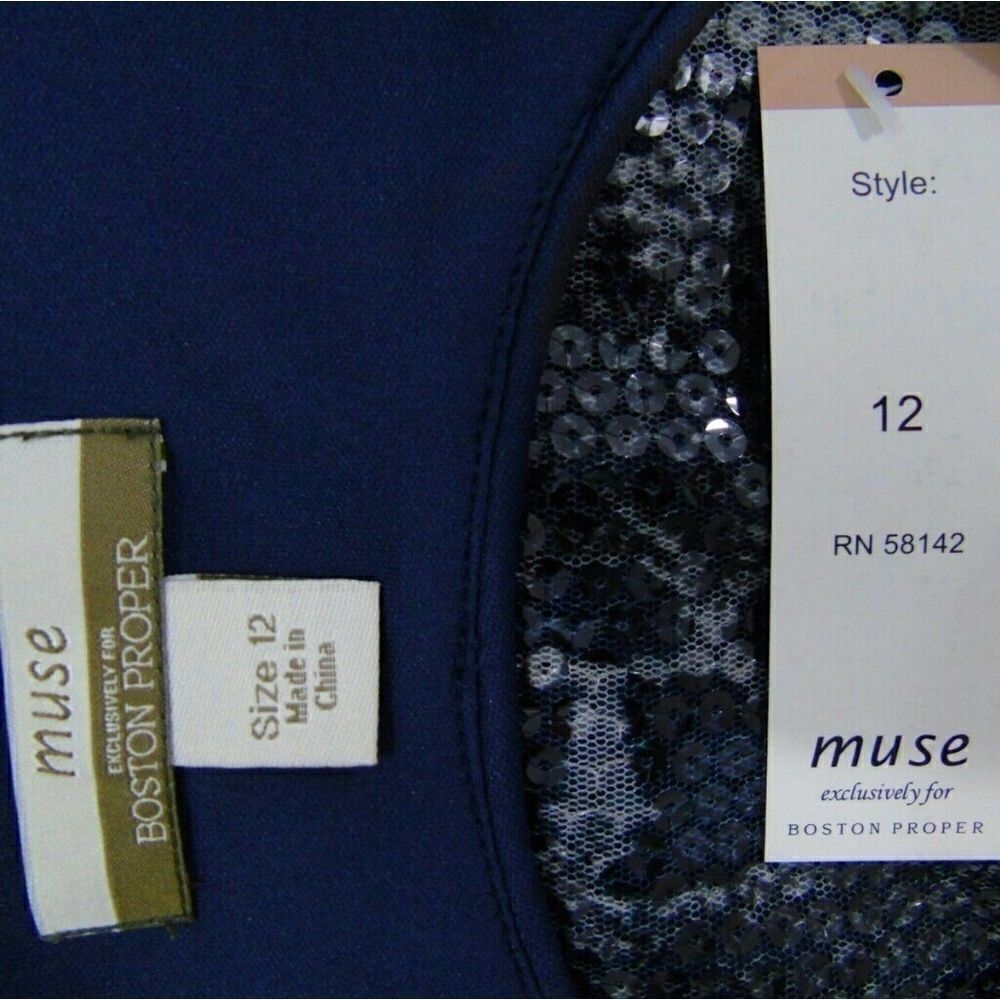 muse
EXCLUSIVELY FOR
BOSTON PROPER
Size 12
Made in
China
Style:
12
RN 58142
muse
exclusively for
BOSTON PROPER